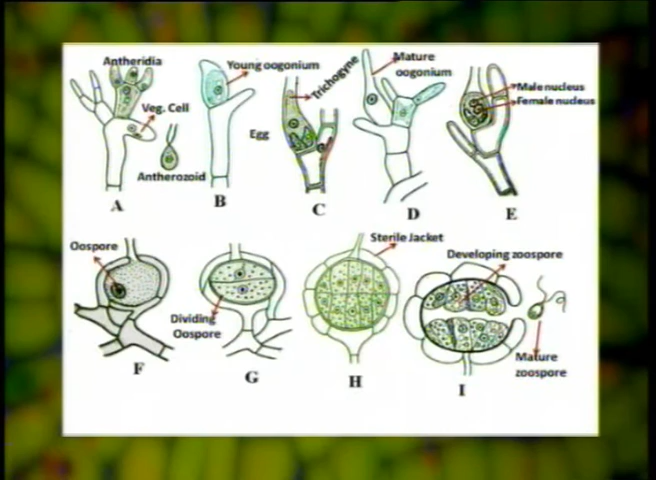 Antheridia
Veg. Cell
Antherozoid
A
Young oogonium
B
Egg
Trichogyne
C
Mature
oogonium
D
Male nucleus
Female nucleus
E
Oospore
F
Dividing
Oospore
G
Sterile Jacket
H
Developing zoospore
Mature
zoospore
I